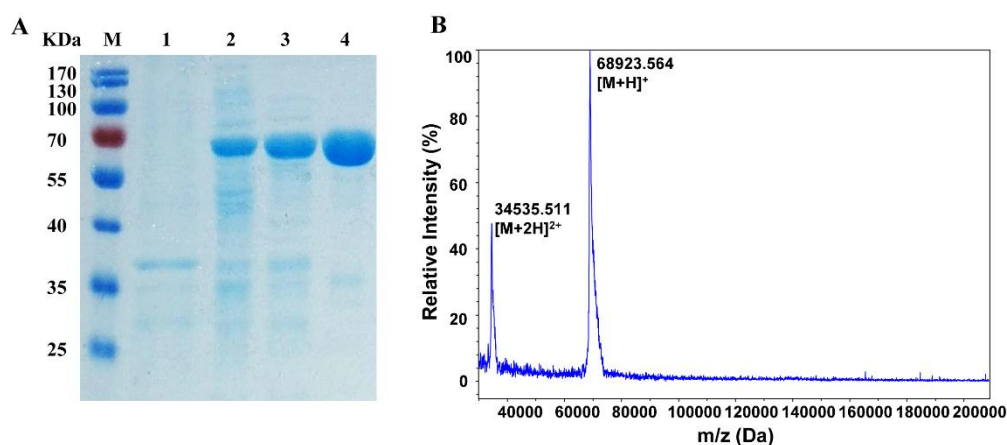 A
KDa M 1 2 3 4
170
130
100
70
55
40
35
25
B
100
80
60
40
20
0
Relative Intensity (%)
68923.564
[M+H]⁺
34535.511
[M+2H]²⁺
40000 60000 80000 100000 120000 140000 160000 180000 200000
m/z (Da)